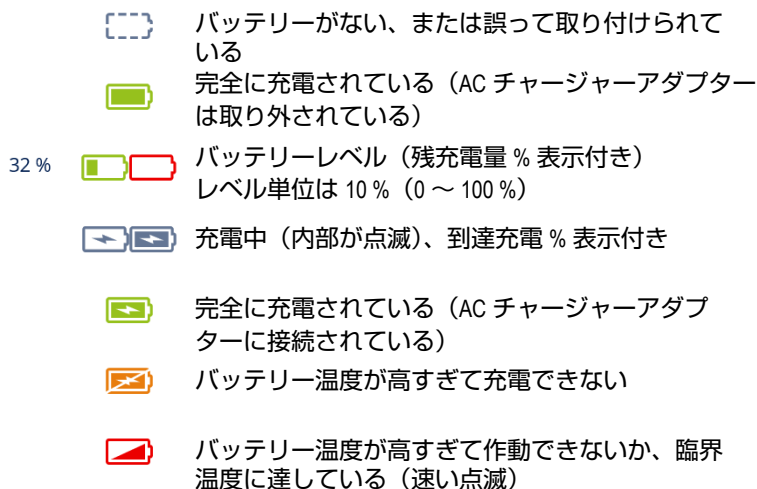 バッテリーがない、または誤って取り付けられて
いる
完全に充電されている（AC チャージャーアダプター
は取り外されている）
32 %
バッテリーレベル（残充電量 % 表示付き）
レベル単位は 10 %（0 〜 100 %）
充電中（内部が点滅）、到達充電 % 表示付き
完全に充電されている（AC チャージャーアダプ
ターに接続されている）
バッテリー温度が高すぎて充電できない
バッテリー温度が高すぎて作動できないか、臨界
温度に達している（速い点滅）